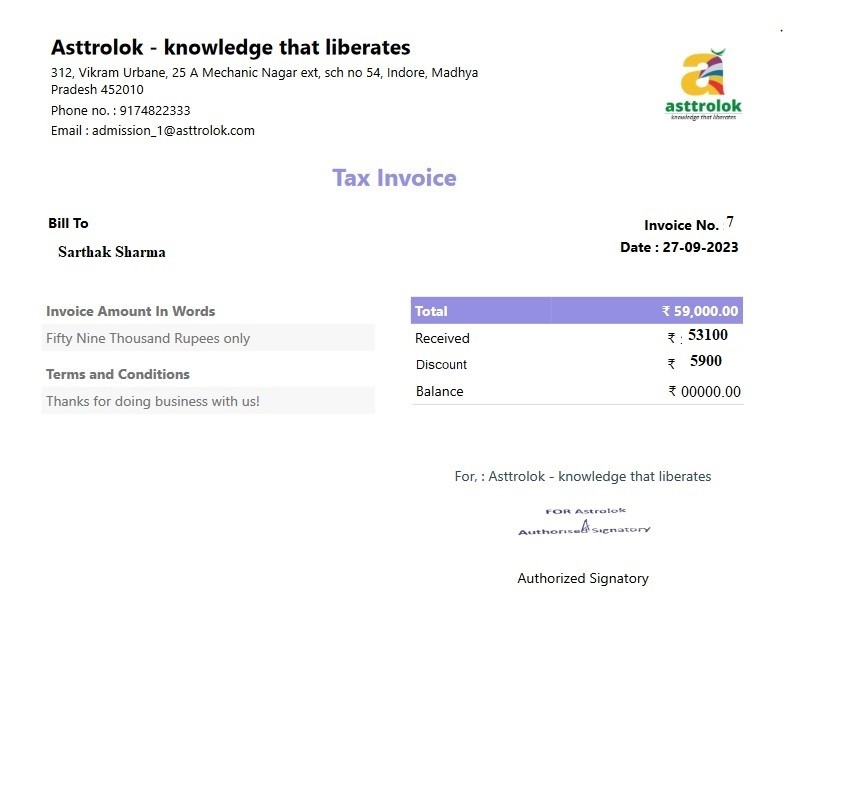 Asttrolok - knowledge that liberates
312, Vikram Urbane, 25 A Mechanic Nagar ext, sch no 54, Indore, Madhya
Pradesh 452010
Phone no. : 9174822333
Email : admission_1@asttrolok.com
asttrolok
knowledge that liberates
Tax Invoice
Bill To
Sarthak Sharma
Invoice No. 7
Date : 27-09-2023
Invoice Amount In Words
Fifty Nine Thousand Rupees only
Terms and Conditions
Thanks for doing business with us!
Total ₹ 59,000.00
Received ₹ : 53100
Discount ₹ 5900
Balance ₹ 00000.00
For, : Asttrolok - knowledge that liberates
FOR Astrolok
Authorised Signatory
Authorized Signatory